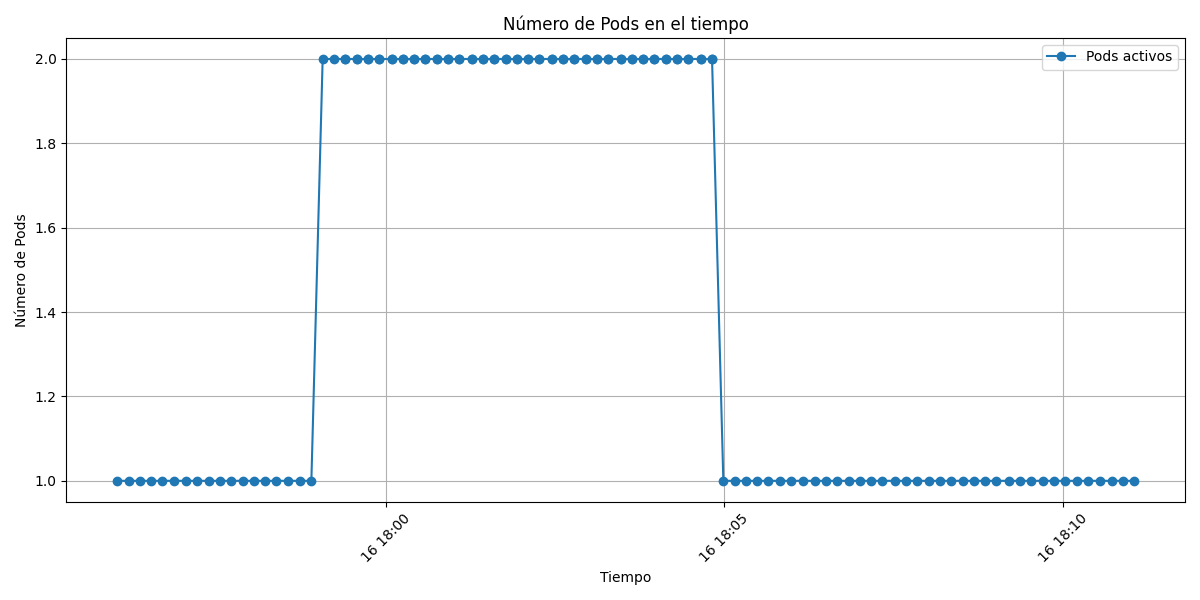 Número de Pods en el tiempo
Pods activos
Número de Pods
2.0
1.8
1.6
1.4
1.2
1.0
16 18:00
16 18:05
16 18:10
Tiempo